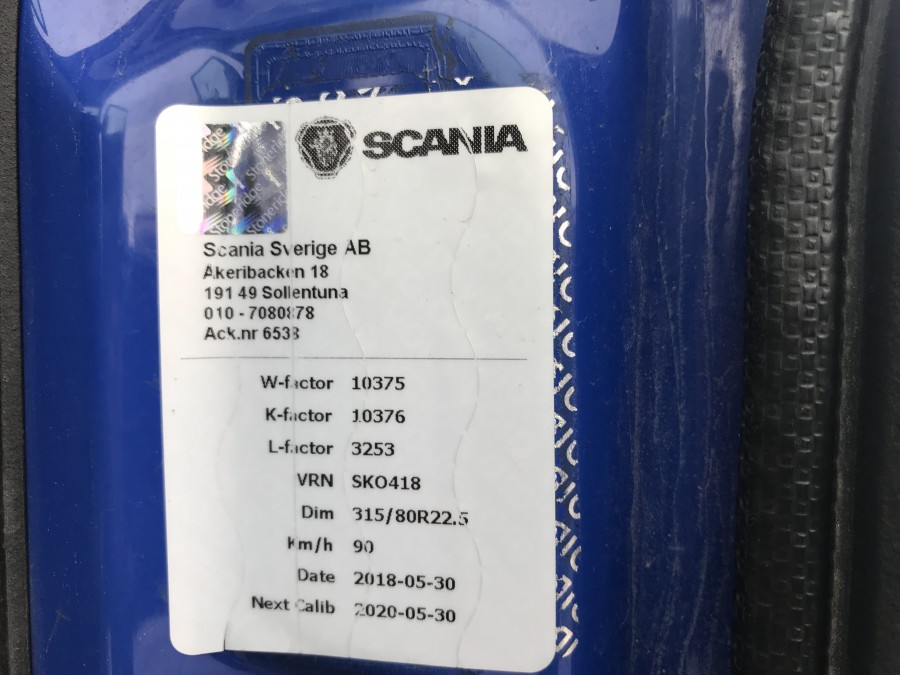 SCANIA
Stoneridge
Scania Sverige AB
Akeribacken 18
191 49 Sollentuna
010 - 7080878
Ack.nr 6538
W-factor 10375
K-factor 10376
L-factor 3253
VRN SKO418
Dim 315/80R22.5
Km/h 90
Date 2018-05-30
Next Calib 2020-05-30